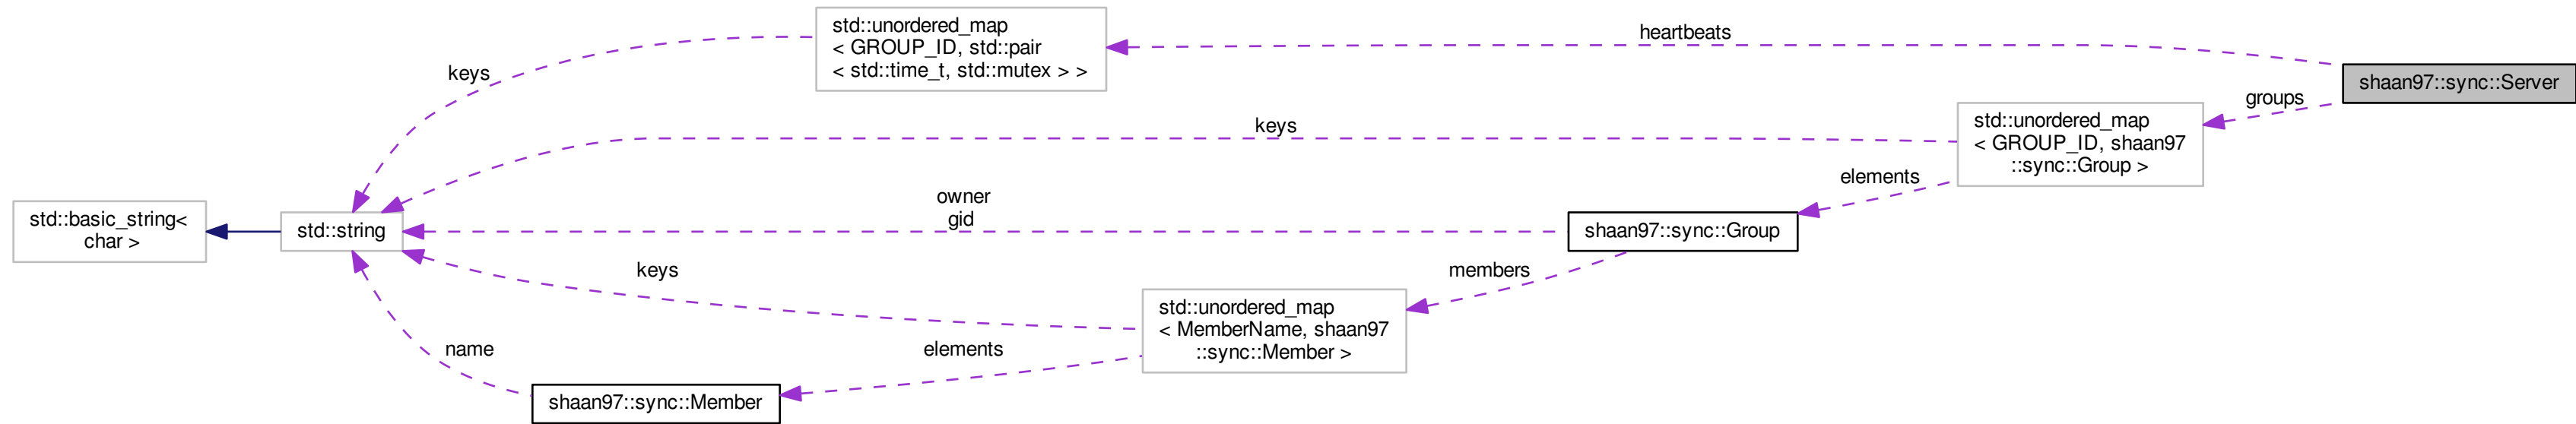 std::unordered_map
< GROUP_ID, std::pair
< std::time_t, std::mutex > >
heartbeats
shaan97::sync::Server
keys
groups
std::unordered_map
< GROUP_ID, shaan97
::sync::Group >
keys
elements
owner
gid
std::basic_string<
char >
std::string
shaan97::sync::Group
keys
members
std::unordered_map
< MemberName, shaan97
::sync::Member >
name
elements
shaan97::sync::Member